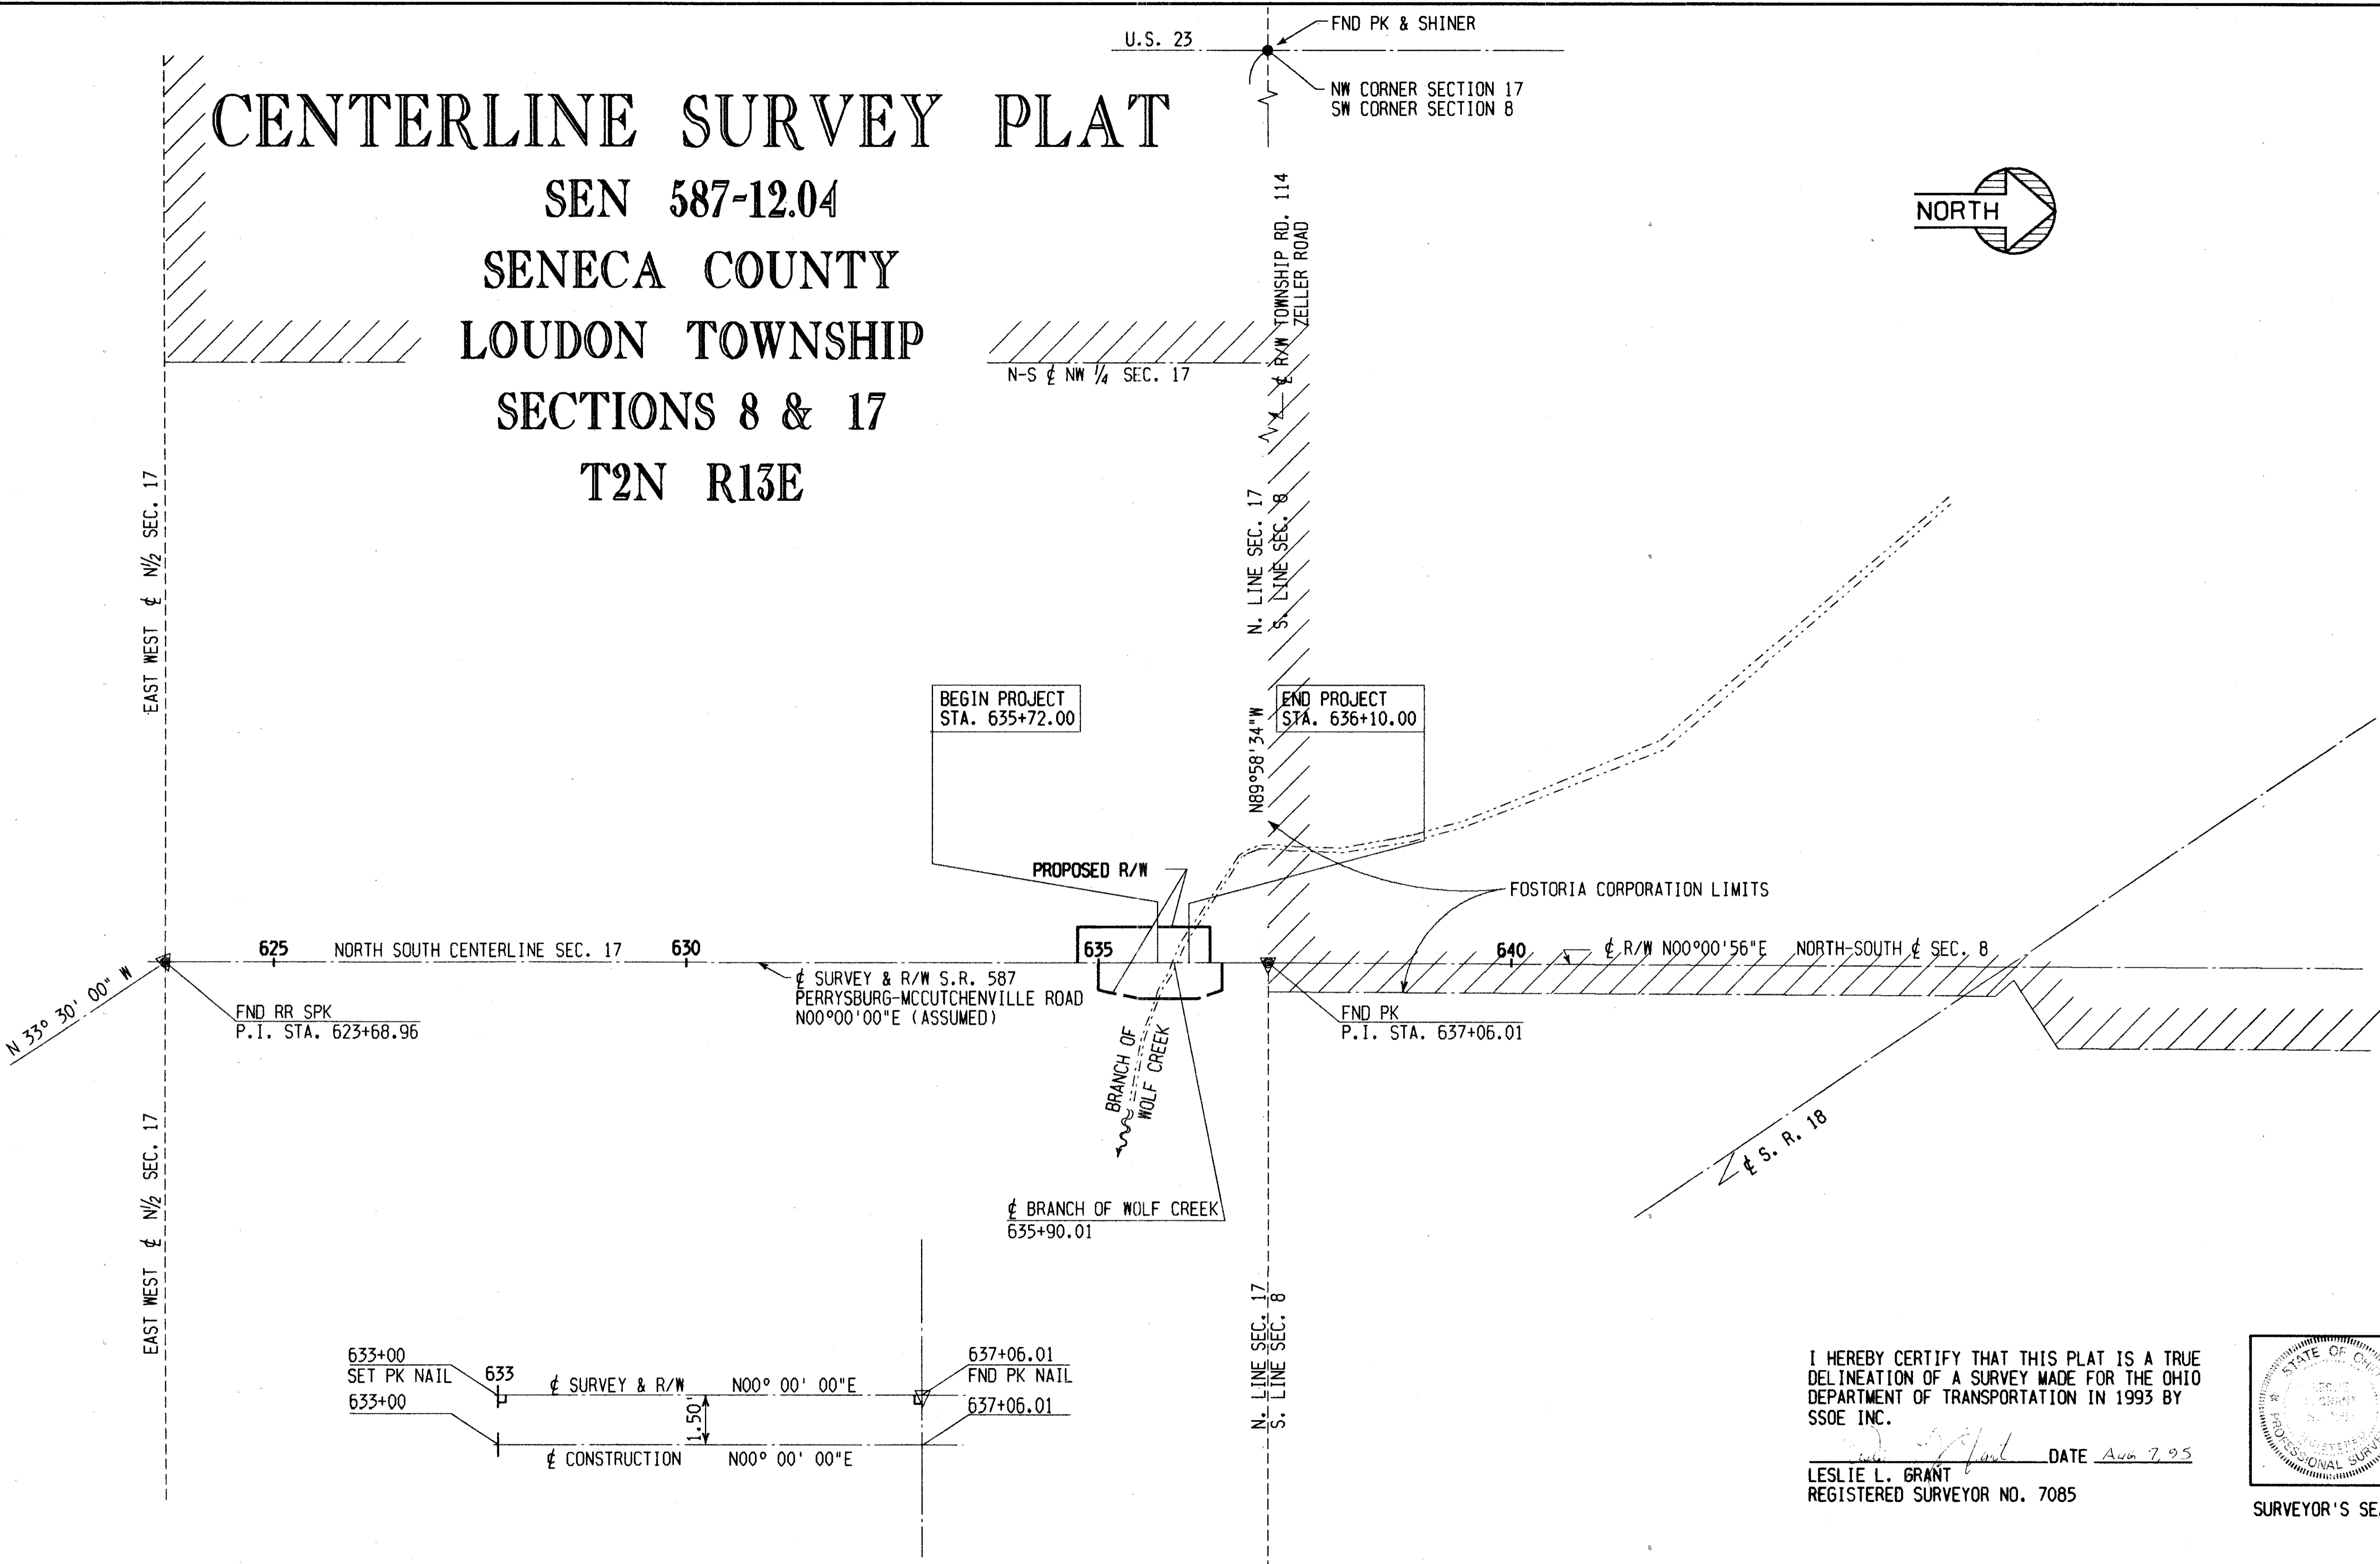 FND PK & SHINER
U.S. 23
NW CORNER SECTION 17
SW CORNER SECTION 8
CENTERLINE SURVEY PLAT
SEN 587-12.04
SENECA COUNTY
LOUDON TOWNSHIP
SECTIONS 8 & 17
T2N R13E
NORTH
℄ R/W TOWNSHIP RD. 114
ZELLER ROAD
N-S ℄ NW 1/4 SEC. 17
EAST WEST ℄ N1/2 SEC. 17
N. LINE SEC. 17
S. LINE SEC. 8
BEGIN PROJECT
STA. 635+72.00
END PROJECT
STA. 636+10.00
N89°58'34"W
PROPOSED R/W
FOSTORIA CORPORATION LIMITS
625
NORTH SOUTH CENTERLINE SEC. 17
630
635
640
℄ R/W N00°00'56"E
NORTH-SOUTH ℄ SEC. 8
N 33° 30' 00" W
FND RR SPK
P.I. STA. 623+68.96
℄ SURVEY & R/W S.R. 587
PERRYSBURG-MCCUTCHENVILLE ROAD
N00°00'00"E (ASSUMED)
FND PK
P.I. STA. 637+06.01
BRANCH OF
WOLF CREEK
℄ S. R. 18
EAST WEST ℄ N1/2 SEC. 17
℄ BRANCH OF WOLF CREEK
635+90.01
N. LINE SEC. 17
S. LINE SEC. 8
633+00
SET PK NAIL
633
℄ SURVEY & R/W N00° 00' 00"E
637+06.01
FND PK NAIL
633+00
1.50'
637+06.01
℄ CONSTRUCTION N00° 00' 00"E
I HEREBY CERTIFY THAT THIS PLAT IS A TRUE
DELINEATION OF A SURVEY MADE FOR THE OHIO
DEPARTMENT OF TRANSPORTATION IN 1993 BY
SSOE INC.
DATE Aug 7, 95
LESLIE L. GRANT
REGISTERED SURVEYOR NO. 7085
STATE OF
PROFESSIONAL
SURVEYOR'S